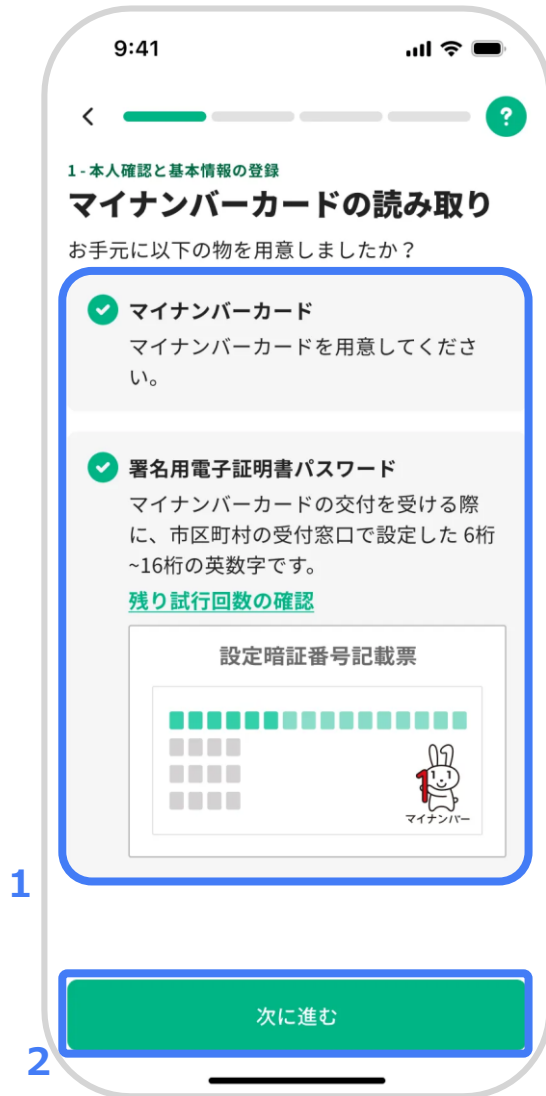 9:41
?
1-本人確認と基本情報の登録
マイナンバーカードの読み取り
お手元に以下の物を用意しましたか？
マイナンバーカード
マイナンバーカードを用意してくださ
い。
署名用電子証明書パスワード
マイナンバーカードの交付を受ける際
に、市区町村の受付窓口で設定した 6桁
~16桁の英数字です。
残り試行回数の確認
設定暗証番号記載票
1
マイナンバー
1
次に進む
2